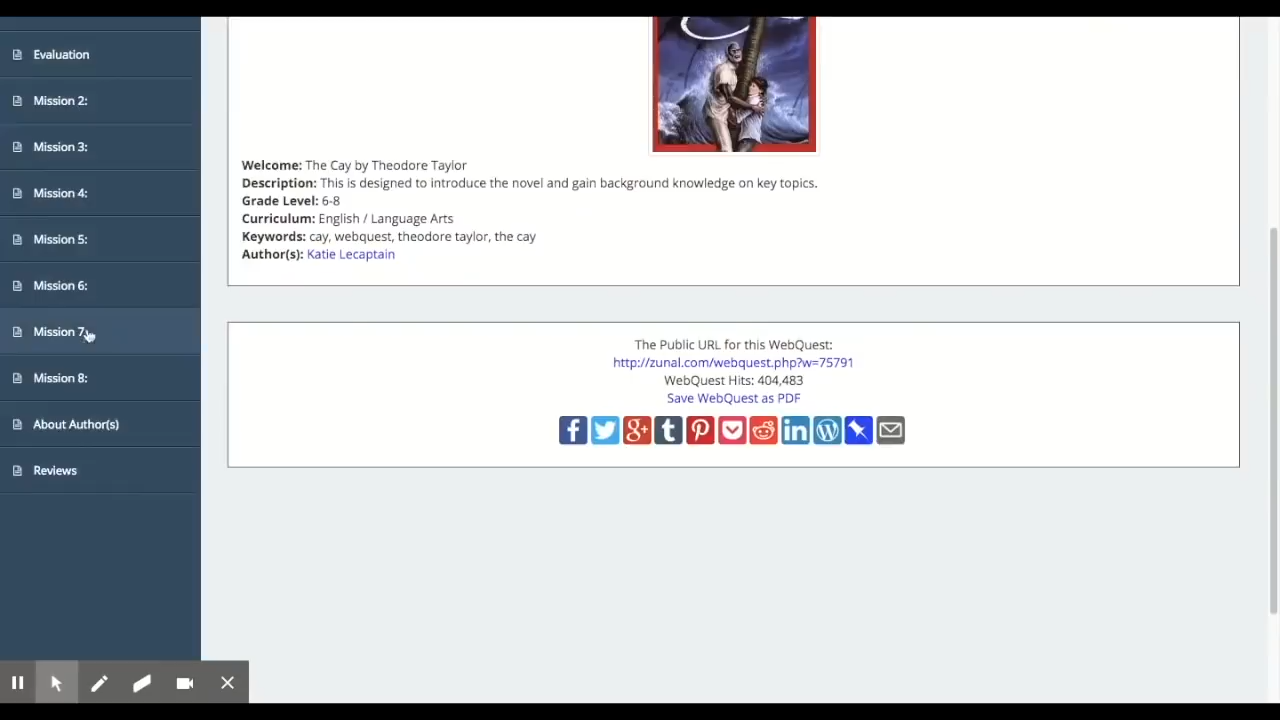 Evaluation
Mission 2:
Mission 3:
Mission 4:
Mission 5:
Mission 6:
Mission 7
Mission 8:
About Author(s)
Reviews
Welcome: The Cay by Theodore Taylor
Description: This is designed to introduce the novel and gain background knowledge on key topics.
Grade Level: 6-8
Curriculum: English / Language Arts
Keywords: cay, webquest, theodore taylor, the cay
Author(s): Katie Lecaptain
The Public URL for this WebQuest:
http://zunal.com/webquest.php?w=75791
WebQuest Hits: 404,483
Save WebQuest as PDF